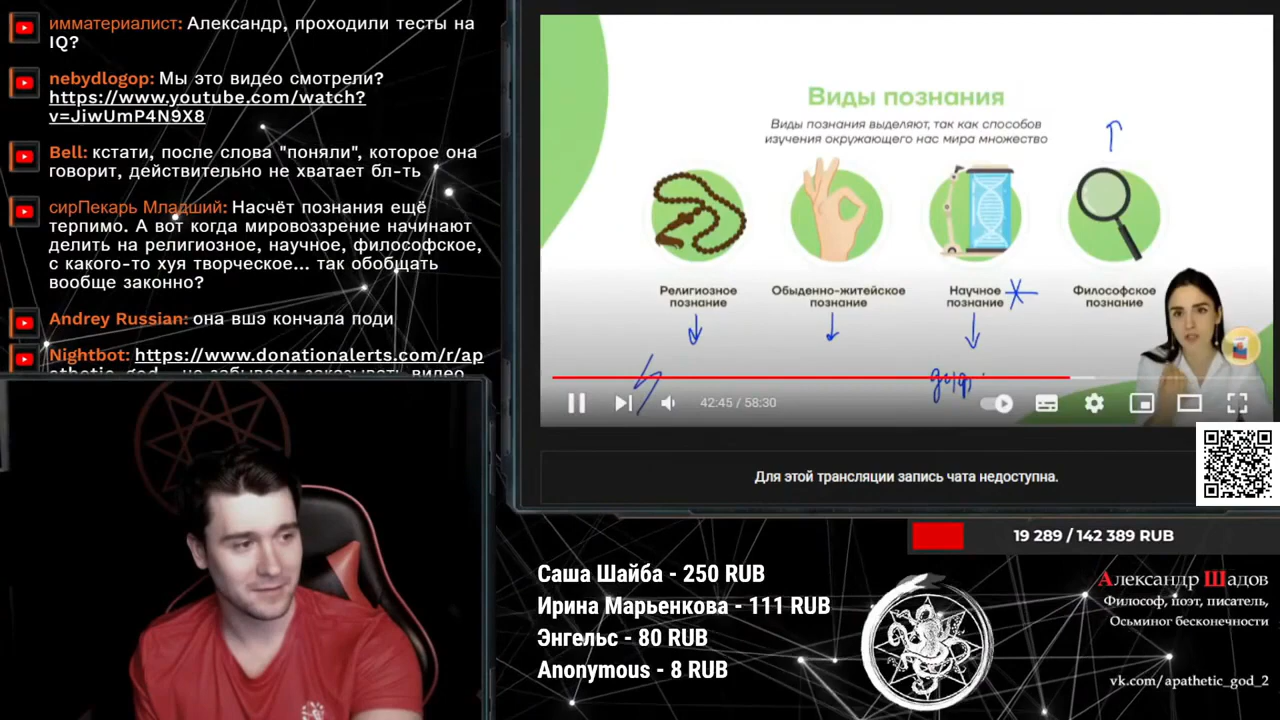 имматериалист: Александр, проходили тесты на
IQ?
nebydlogop: Мы это видео смотрели?
https://www.youtube.com/watch?
v=JiwUmP4N9X8
Bell: кстати, после слова "поняли", которое она
говорит, действительно не хватает бл-ть
сирПекарь Младший: Насчёт познания ещё
терпимо. А вот когда мировоззрение начинают
делить на религиозное, научное, философское,
с какого-то хуя творческое... так обобщать
вообще законно?
Andrey Russian: она вшэ кончала поди
Nightbot: https://www.donationalerts.com/r/ap
Виды познания
Виды познания выделяют, так как способов
изучения окружающего нас мира множество
Религиозное
познание
Обыденно-житейское
познание
Научное
познание
Философское
познание
42:45 / 58:30
Для этой трансляции запись чата недоступна.
19 289 / 142 389 RUB
Саша Шайба - 250 RUB
Ирина Марьенкова - 111 RUB
Энгельс - 80 RUB
Anonymous - 8 RUB
Александр Шадов
Философ, поэт, писатель,
Осьминог бесконечности
vk.com/apathetic_god_2